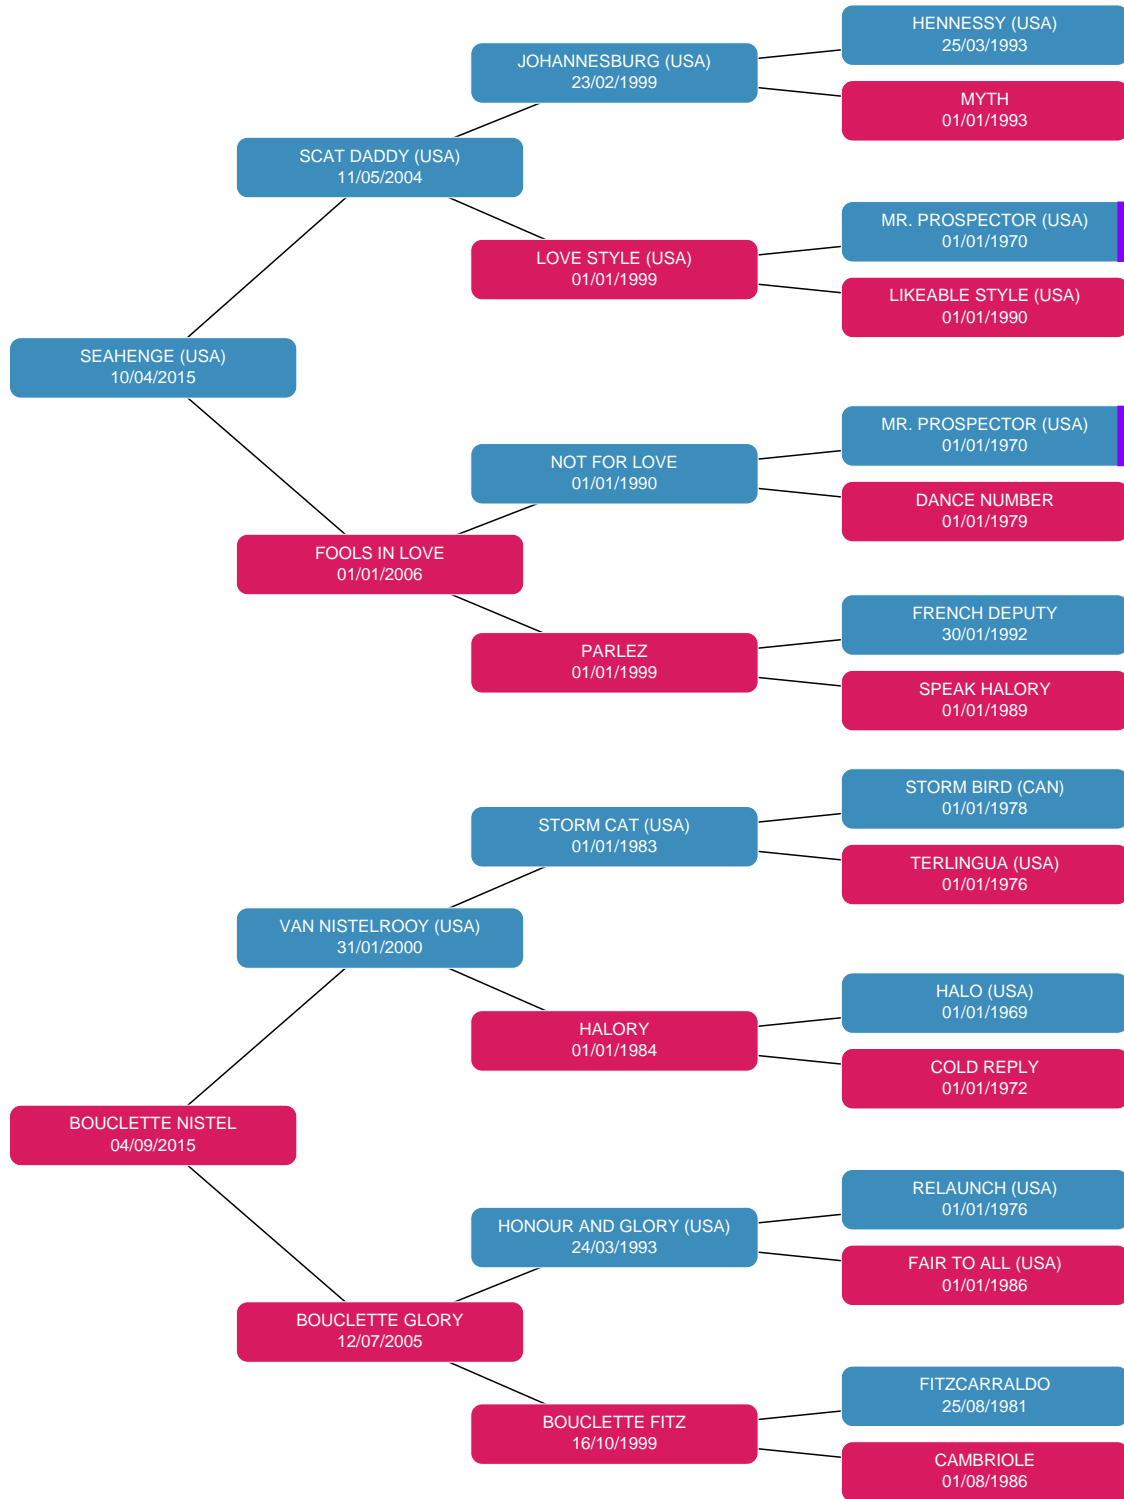 HENNESSY (USA)
25/03/1993
JOHANNESBURG (USA)
23/02/1999
MYTH
01/01/1993
SCAT DADDY (USA)
11/05/2004
MR. PROSPECTOR (USA)
01/01/1970
LOVE STYLE (USA)
01/01/1999
LIKEABLE STYLE (USA)
01/01/1990
SEAHENGE (USA)
10/04/2015
MR. PROSPECTOR (USA)
01/01/1970
NOT FOR LOVE
01/01/1990
DANCE NUMBER
01/01/1979
FOOLS IN LOVE
01/01/2006
FRENCH DEPUTY
30/01/1992
PARLEZ
01/01/1999
SPEAK HALORY
01/01/1989
STORM BIRD (CAN)
01/01/1978
STORM CAT (USA)
01/01/1983
TERLINGUA (USA)
01/01/1976
VAN NISTELROOY (USA)
31/01/2000
HALO (USA)
01/01/1969
HALORY
01/01/1984
COLD REPLY
01/01/1972
BOUCLETTE NISTEL
04/09/2015
RELAUNCH (USA)
01/01/1976
HONOUR AND GLORY (USA)
24/03/1993
FAIR TO ALL (USA)
01/01/1986
BOUCLETTE GLORY
12/07/2005
FITZCARRALDO
25/08/1981
BOUCLETTE FITZ
16/10/1999
CAMBRIOLE
01/08/1986